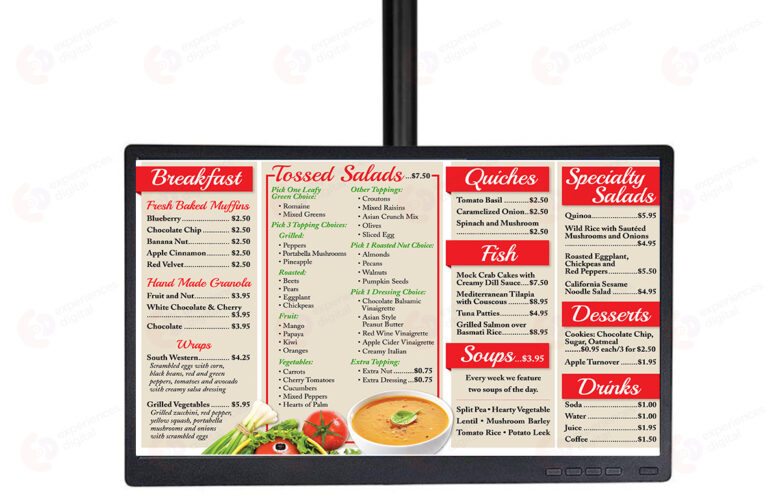 experiences
digital
Breakfast
Fresh Baked Muffins
Blueberry ................ $2.50
Chocolate Chip ......... $2.50
Banana Nut.............. $2.50
Apple Cinnamon ....... $2.50
Red Velvet............... $2.50
Hand Made Granola
Fruit and Nut............ $3.95
White Chocolate & Cherry
............................... $3.95
Chocolate ................ $3.95
Wraps
South Western............ $4.25
Scrambled eggs with corn,
black beans, red and green
peppers, tomatoes and avocado
with creamy salsa dressing
Grilled Vegetables ....... $5.95
Grilled zucchini, red pepper,
yellow squash, portabella
mushrooms and onions
with scrambled eggs
Tossed Salads...$7.50
Pick One Leafy
Green Choice:
• Romaine
• Mixed Greens
Pick 3 Topping Choices:
Grilled:
• Peppers
• Portabella Mushrooms
• Pineapple
Roasted:
• Beets
• Pears
• Eggplant
• Chickpeas
Fruit:
• Mango
• Papaya
• Kiwi
• Oranges
Vegetables:
• Carrots
• Cherry Tomatoes
• Cucumbers
• Mixed Peppers
• Hearts of Palm
Other Toppings:
• Croutons
• Mixed Raisins
• Asian Crunch Mix
• Olives
• Sliced Egg
Pick 1 Roasted Nut Choice:
• Almonds
• Pecans
• Walnuts
• Pumpkin Seeds
Pick 1 Dressing Choice:
• Chocolate Balsamic
Vinaigrette
• Asian Style
Peanut Butter
• Red Wine Vinaigrette
• Apple Cider Vinaigrette
• Creamy Italian
Extra Topping:
• Extra Nut ........$0.75
• Extra Dressing ...$0.75
Quiches
Tomato Basil ............ $2.50
Caramelized Onion..$2.50
Spinach and Mushroom
............................... $2.50
Fish
Mock Crab Cakes with
Creamy Dill Sauce....$7.50
Mediterranean Tilapia
with Couscous ......... $8.95
Tuna Patties.............$4.95
Grilled Salmon over
Basmati Rice............$8.95
Soups...$3.95
Every week we feature
two soups of the day.
Split Pea • Hearty Vegetable
Lentil • Mushroom Barley
Tomato Rice • Potato Leek
Specialty
Salads
Quinoa....................$5.95
Wild Rice with Sautéed
Mushrooms and Onions
...............................$4.95
Roasted Eggplant,
Chickpeas and
Red Peppers............$5.50
California Sesame
Noodle Salad ...........$4.95
Desserts
Cookies: Chocolate Chip,
Sugar, Oatmeal
.......$0.95 each/3 for $2.50
Apple Turnover ........$1.95
Drinks
Soda ........................$1.00
Water ......................$1.00
Juice .......................$1.95
Coffee .....................$1.50